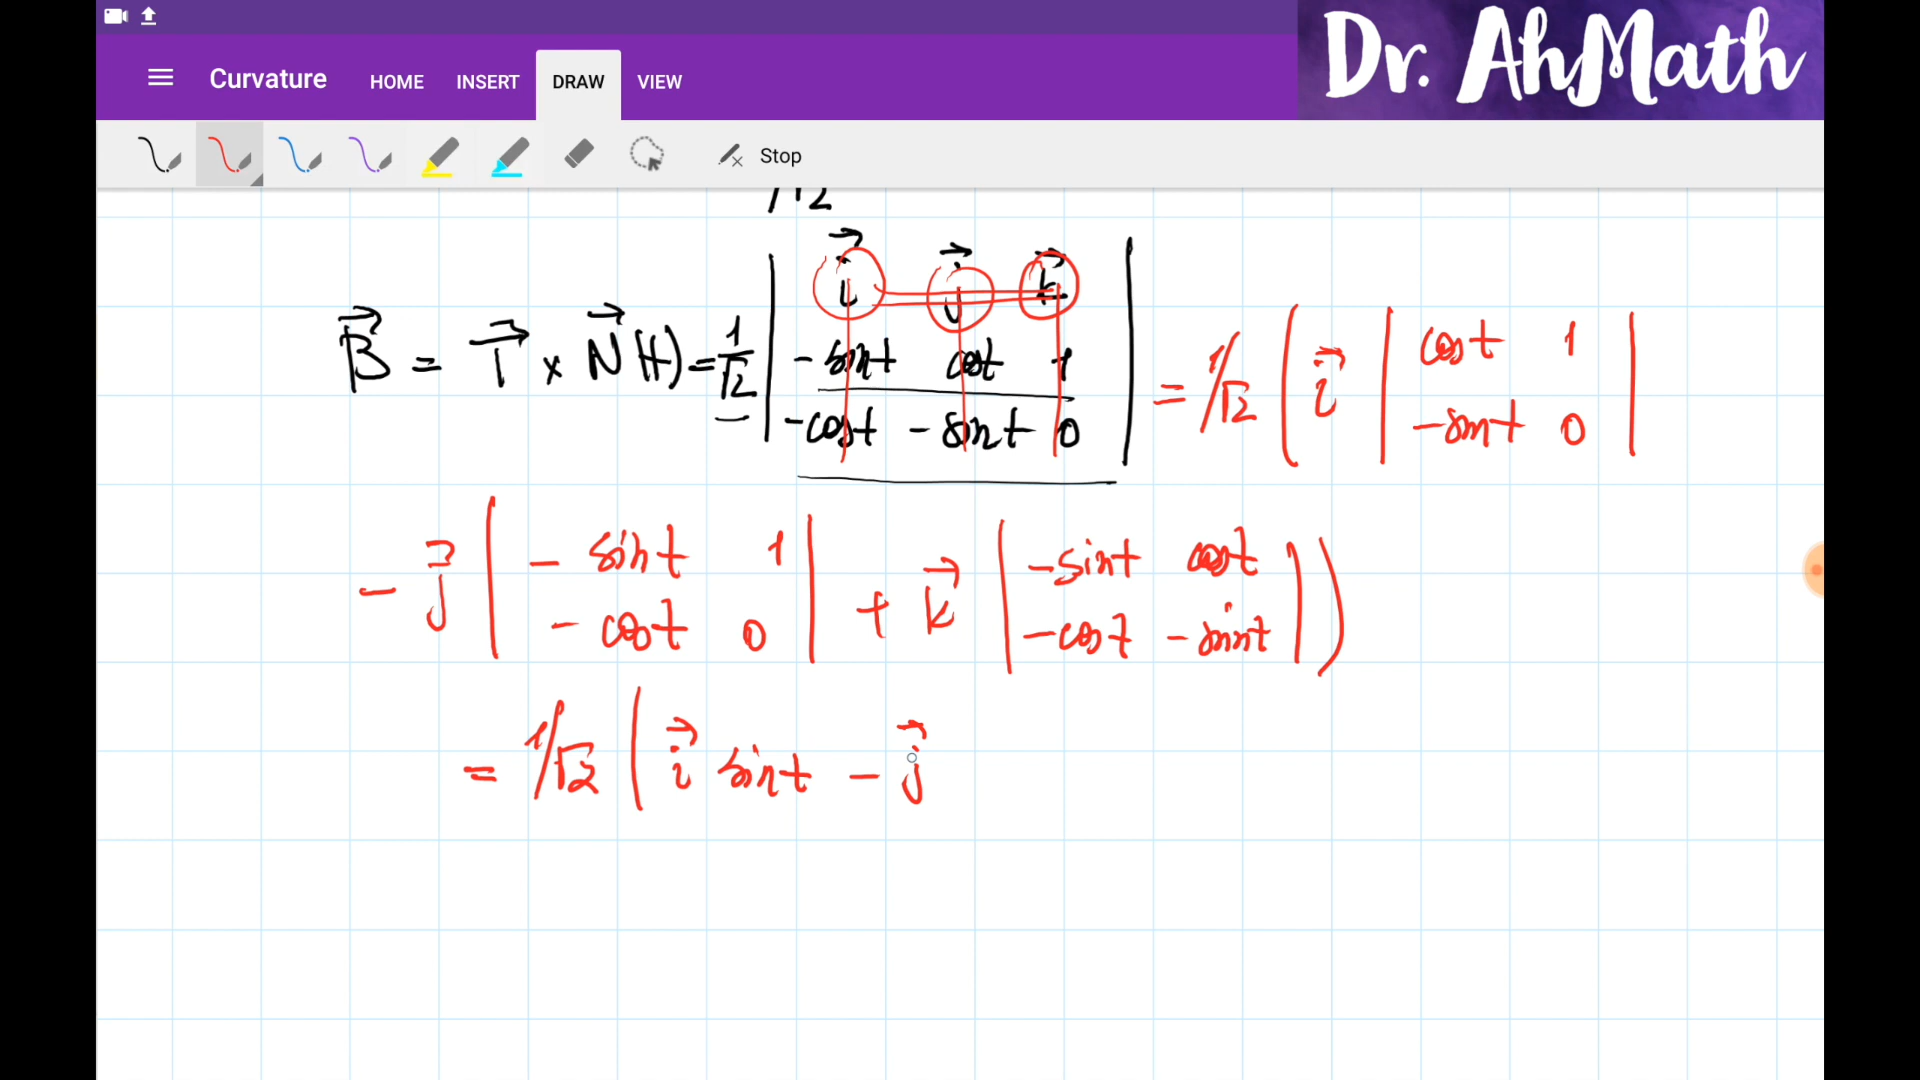 Dr. AhMath
Curvature HOME INSERT DRAW VIEW
Stop
/√2
i⃗ j⃗ k⃗
B⃗ = T⃗ × N⃗(t) = 1/√2 | -sint cost 1 | = 1/√2 ( i⃗ | cost 1 |
-cost -sint 0
-sint 0
- j⃗ | -sint 1 | + k⃗ | -sint cost | )
-cost 0 -cost -sint
= 1/√2 ( i⃗ sint - j⃗